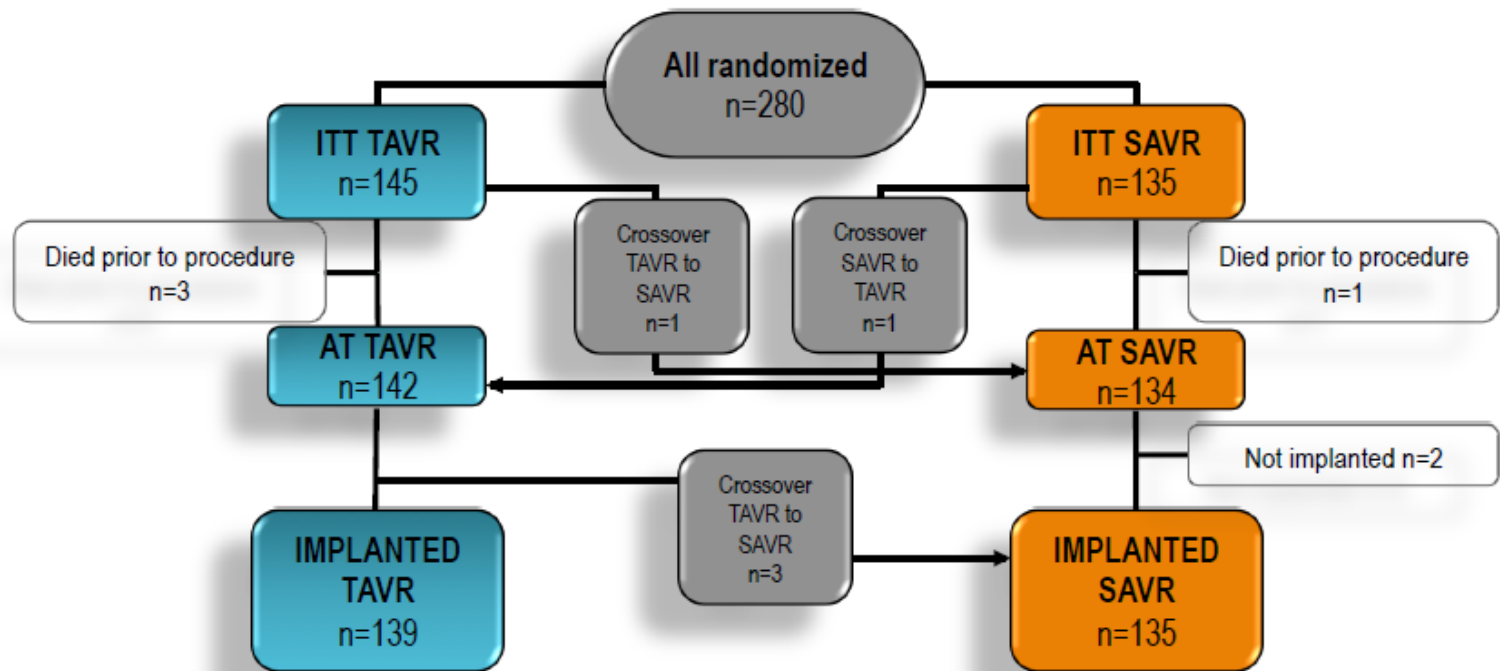 All randomized
n=280
ITT TAVR
n=145
ITT SAVR
n=135
Died prior to procedure
n=3
Crossover
TAVR to
SAVR
n=1
Crossover
SAVR to
TAVR
n=1
Died prior to procedure
n=1
AT TAVR
n=142
AT SAVR
n=134
Not implanted n=2
Crossover
TAVR to
SAVR
n=3
IMPLANTED
TAVR
n=139
IMPLANTED
SAVR
n=135